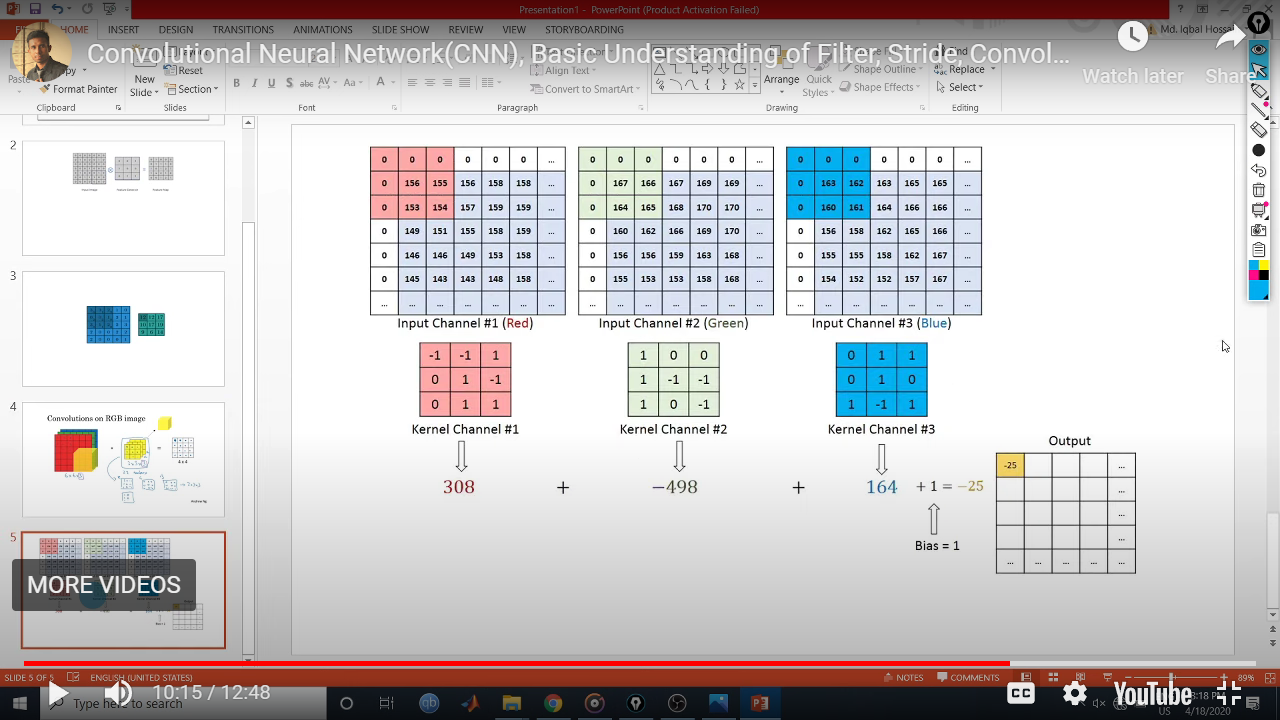 Presentation1 - PowerPoint (Product Activation Failed)
HOME INSERT DESIGN TRANSITIONS ANIMATIONS SLIDE SHOW REVIEW VIEW STORYBOARDING
Md. Iqbal Hossai
Convolutional Neural Network(CNN), Basic Understanding of Filter, Stride, Convol...
Watch later Share
New
Slides
Reset
Section
Format Painter
Align Text
Convert to SmartArt
Arrange
Quick
Styles
Shape Outline
Shape Effects
Replace
Select
Clipboard Slides Font Paragraph Drawing Editing
2
3
4
Convolutions on RGB image
Andrew Ng
5
0 0 0 0 0 0 ... 0 0 0 0 0 0 ... 0 0 0 0 0 0 ...
0 156 155 156 158 158 ... 0 167 166 167 169 169 ... 0 163 162 163 165 165 ...
0 153 154 157 159 159 ... 0 164 165 168 170 170 ... 0 160 161 164 166 166 ...
0 149 151 155 158 159 ... 0 160 162 166 169 170 ... 0 156 158 162 165 166 ...
0 146 146 149 153 158 ... 0 156 156 159 163 168 ... 0 155 155 158 162 167 ...
0 145 143 143 148 158 ... 0 155 153 153 158 168 ... 0 154 152 152 157 167 ...
... ... ... ... ... ... ... ... ... ... ... ... ... ... ... ... ... ... ... ... ...
Input Channel #1 (Red) Input Channel #2 (Green) Input Channel #3 (Blue)
-1 -1 1 1 0 0 0 1 1
0 1 -1 1 -1 -1 0 1 0
0 1 1 1 0 -1 1 -1 1
Kernel Channel #1 Kernel Channel #2 Kernel Channel #3
308 + −498 + 164 + 1 = −25
Bias = 1
Output
-25 ...
...
...
...
... ... ... ... ...
MORE VIDEOS
SLIDE 5 OF 5 ENGLISH (UNITED STATES) NOTES COMMENTS 89%
10:15 / 12:48
CC
YouTube
Type here to search
US
:18 PM
4/18/2020